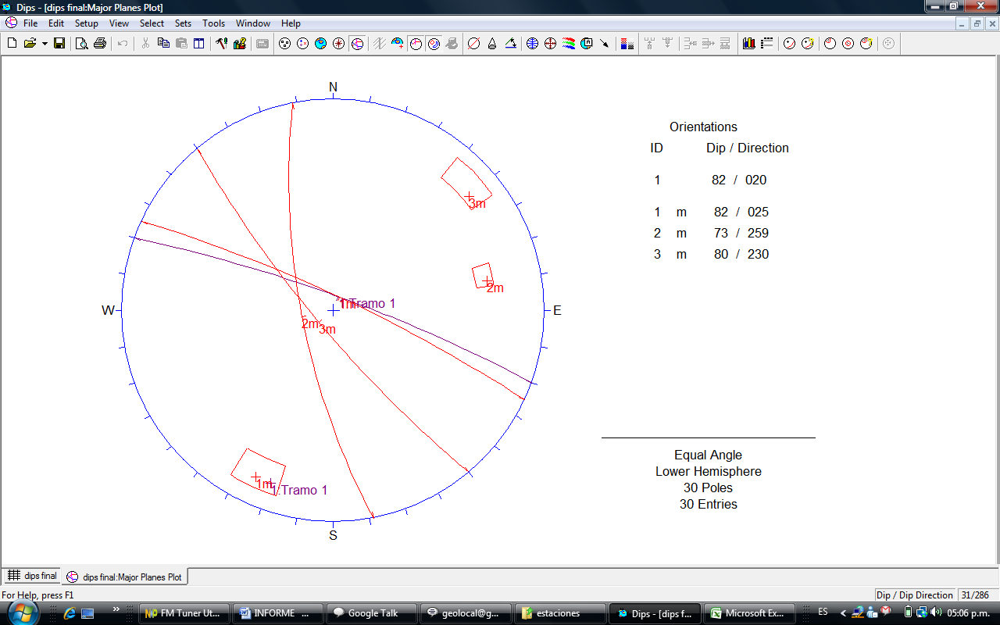 Dips - [dips final:Major Planes Plot]
File Edit Setup View Select Sets Tools Window Help
N
Orientations
ID Dip / Direction
1 82 / 020
1 m 82 / 025
2 m 73 / 259
3 m 80 / 230
3m
2m
1m
1:Tramo 1
W
E
2m
3m
1m
1:Tramo 1
S
Equal Angle
Lower Hemisphere
30 Poles
30 Entries
dips final
dips final:Major Planes Plot
For Help, press F1
Dip / Dip Direction 31/286
FM Tuner Ut...
INFORME ...
Google Talk
geolocal@g...
estaciones
Dips - [dips f...
Microsoft Ex...
ES
05:06 p.m.